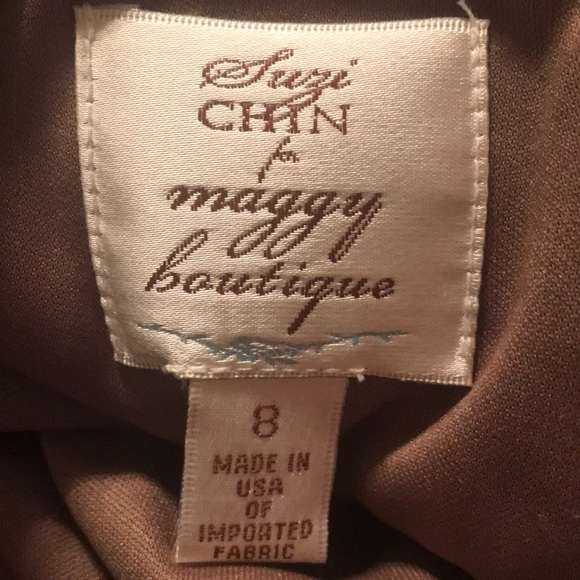 Suzi
CHIN
for
maggy
boutique
8
MADE IN
USA
OF
IMPORTED
FABRIC